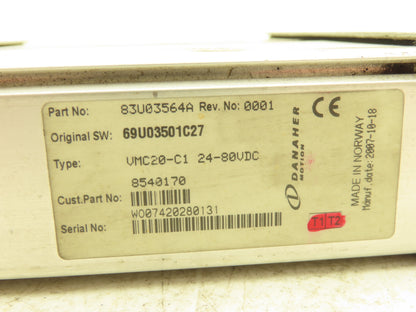 Part No: 83U03564A Rev. No: 0001
Original SW: 69U03501C27
Type: VMC20-C1 24-80VDC
8540170
Cust.Part No:
WO07420280131
Serial No:
CE
DANAHER
MOTION
MADE IN NORWAY
Manuf.date: 2007-10-18
T1 T2